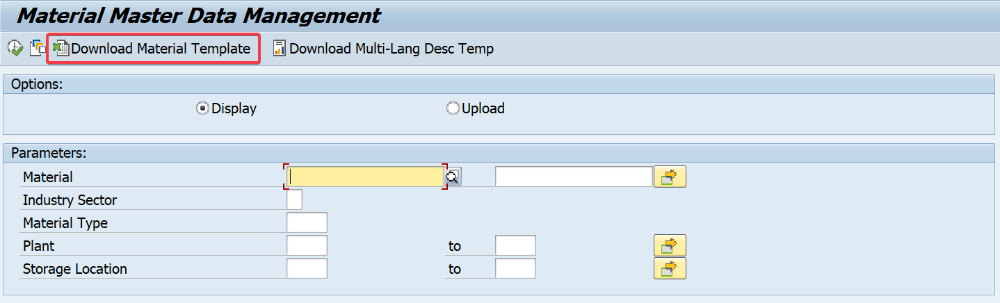 Material Master Data Management
Download Material Template Download Multi-Lang Desc Temp
Options:
Display Upload
Parameters:
Material
Industry Sector
Material Type
Plant to
Storage Location to